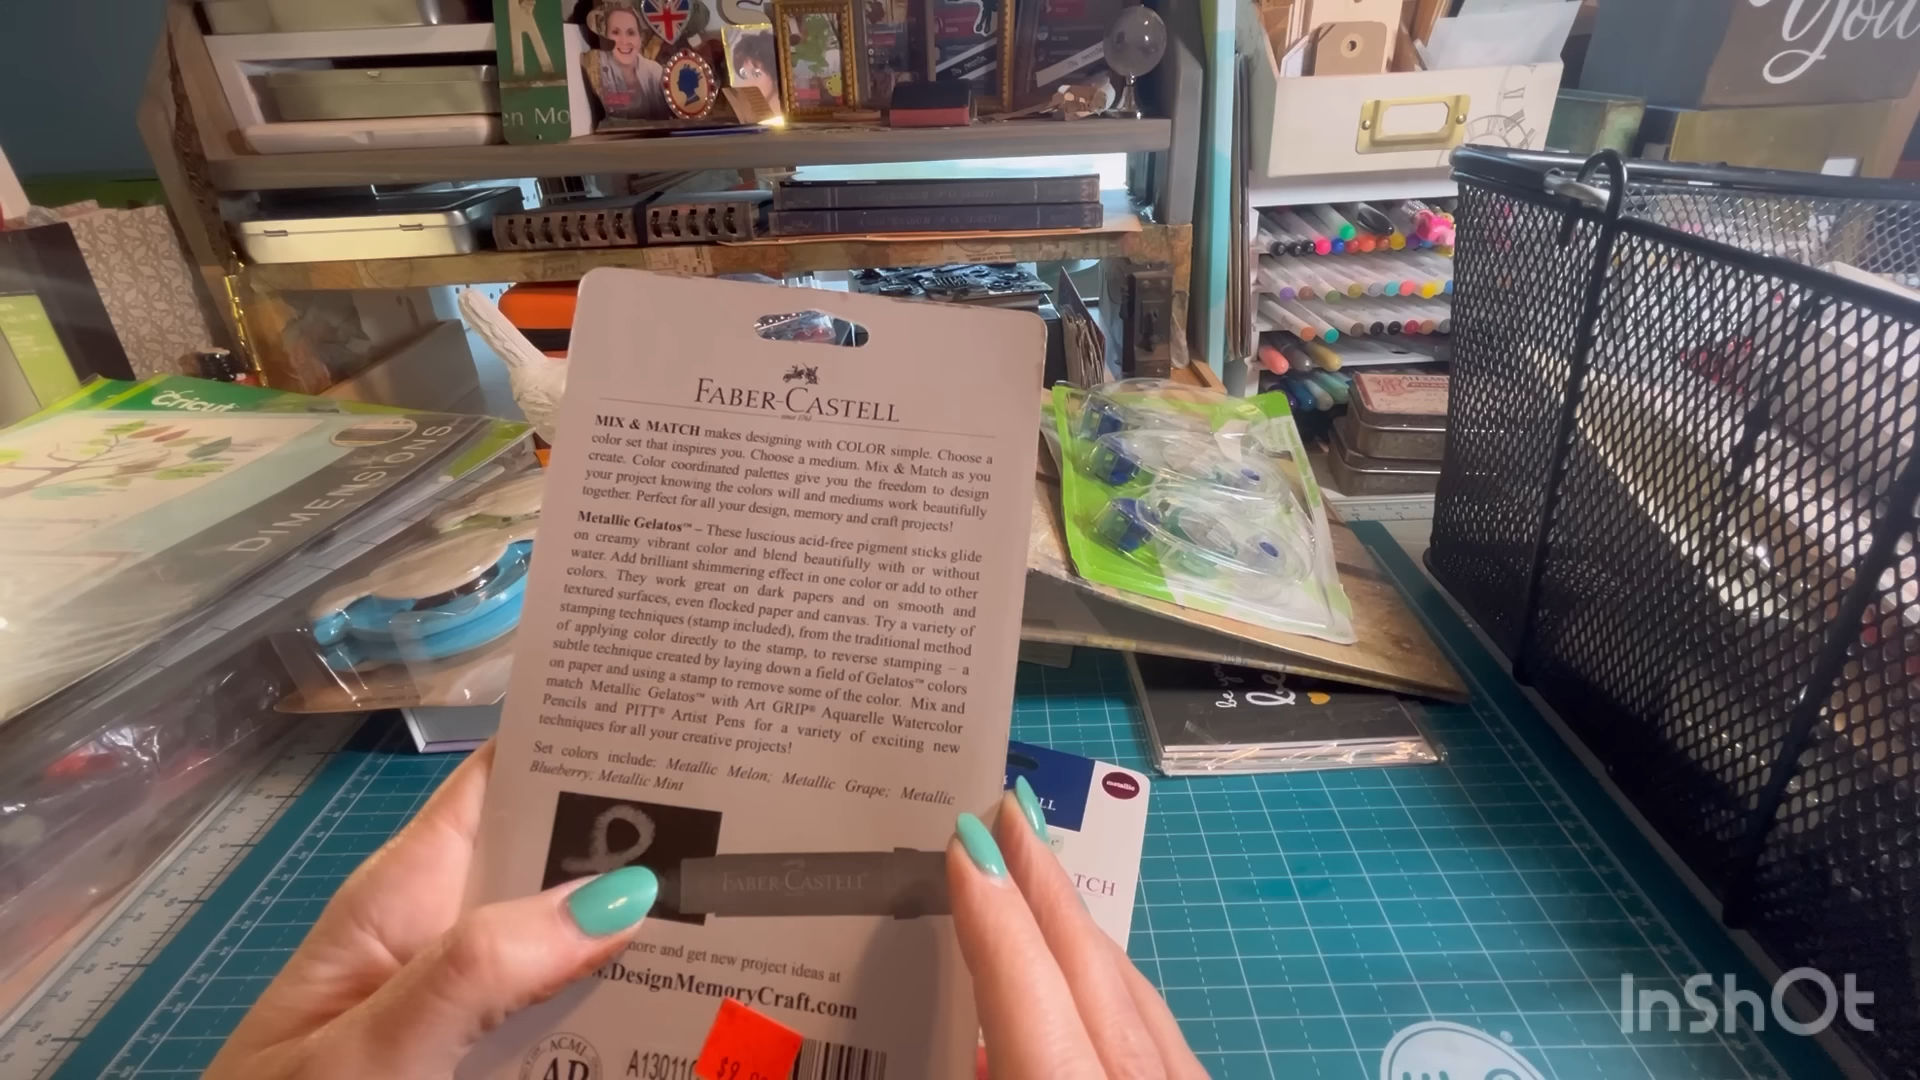 K
en Mo
You
cricut
DIMENSIONS
FABER-CASTELL
since 1761
MIX & MATCH makes designing with COLOR simple. Choose a
color set that inspires you. Choose a medium. Mix & Match as you
create. Color coordinated palettes give you the freedom to design
your project knowing the colors will and mediums work beautifully
together. Perfect for all your design, memory and craft projects!
Metallic Gelatos™ – These luscious acid-free pigment sticks glide
on creamy vibrant color and blend beautifully with or without
water. Add brilliant shimmering effect in one color or add to other
colors. They work great on dark papers and on smooth and
textured surfaces, even flocked paper and canvas. Try a variety of
stamping techniques (stamp included), from the traditional method
of applying color directly to the stamp, to reverse stamping – a
subtle technique created by laying down a field of Gelatos™ colors
on paper and using a stamp to remove some of the color. Mix and
match Metallic Gelatos™ with Art GRIP® Aquarelle Watercolor
Pencils and PITT® Artist Pens for a variety of exciting new
techniques for all your creative projects!
Set colors include: Metallic Melon; Metallic Grape; Metallic
Blueberry; Metallic Mint
FABER-CASTELL
more and get new project ideas at
.DesignMemoryCraft.com
ACMI
AP
A13011
$9.
metallic
LL
TCH
be you
InShOt